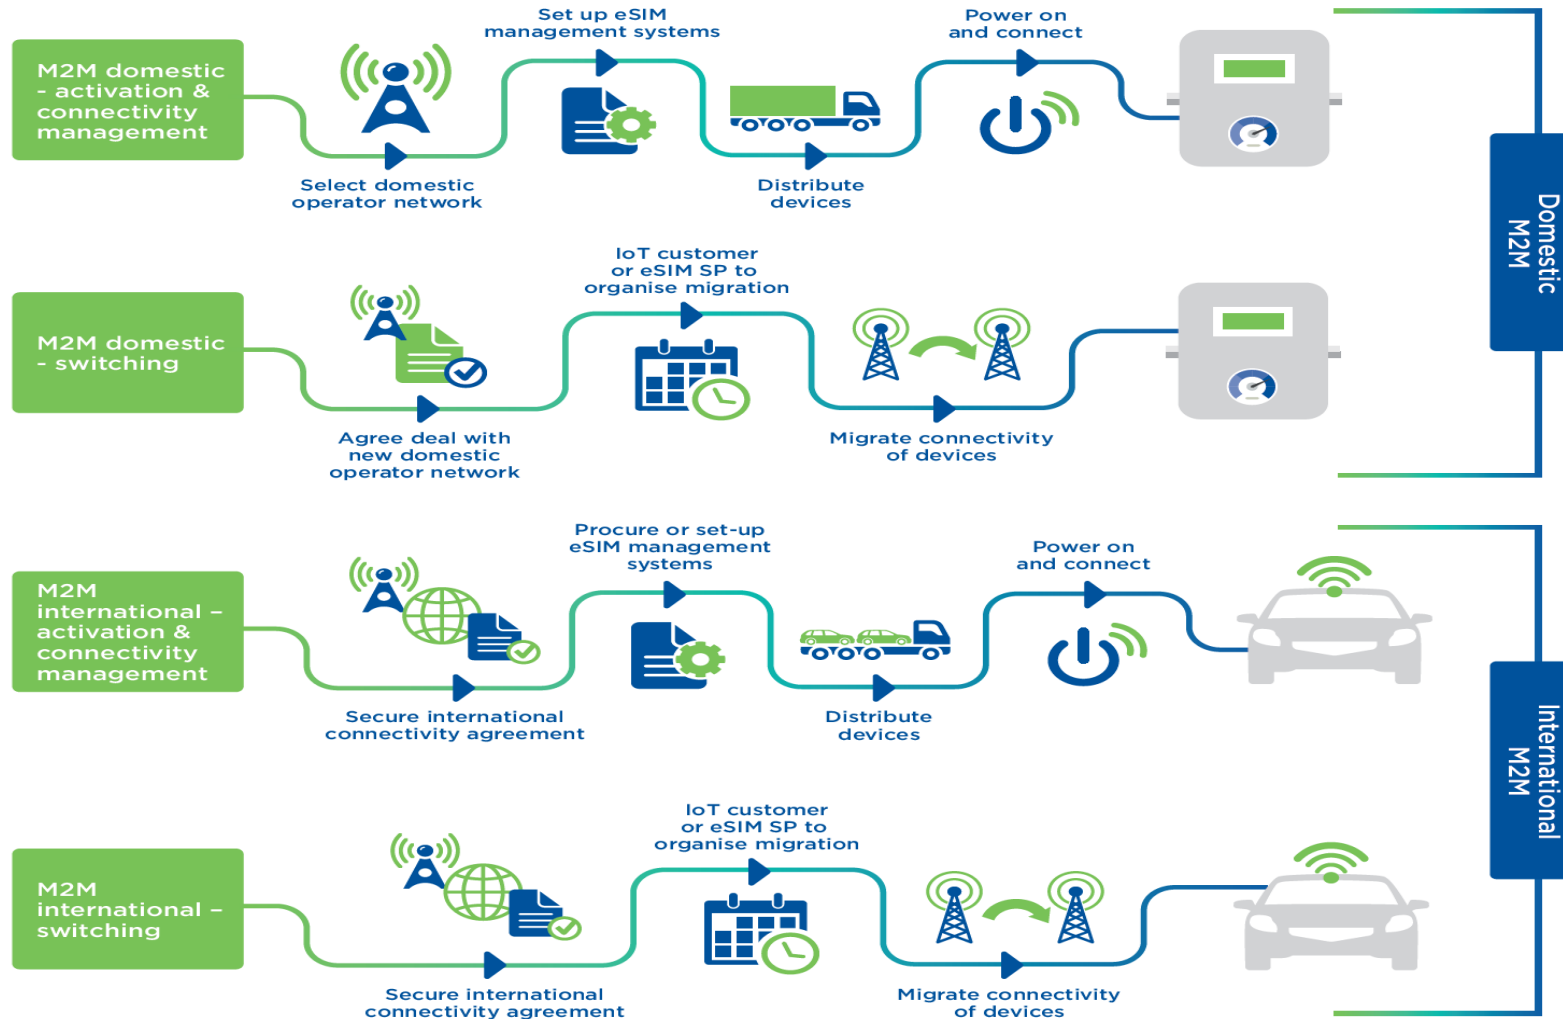 M2M domestic
- activation &
connectivity
management
Select domestic
operator network
Set up eSIM
management systems
Distribute
devices
Power on
and connect
M2M domestic
- switching
Agree deal with
new domestic
operator network
IoT customer
or eSIM SP to
organise migration
Migrate connectivity
of devices
Domestic
M2M
M2M
international –
activation &
connectivity
management
Secure international
connectivity agreement
Procure or set-up
eSIM management
systems
Distribute
devices
Power on
and connect
M2M
international –
switching
Secure international
connectivity agreement
IoT customer
or eSIM SP to
organise migration
Migrate connectivity
of devices
International
M2M